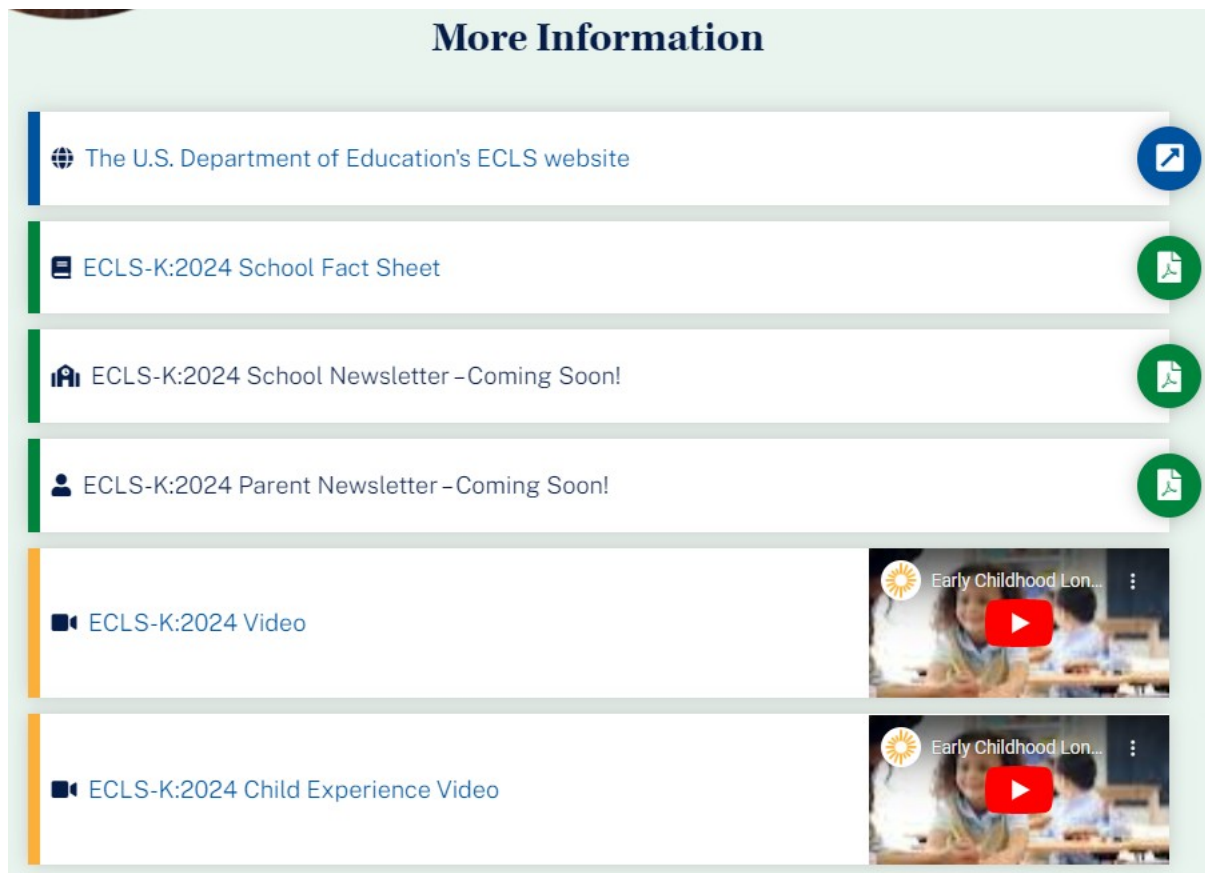 More Information
The U.S. Department of Education's ECLS website
ECLS-K:2024 School Fact Sheet
ECLS-K:2024 School Newsletter – Coming Soon!
ECLS-K:2024 Parent Newsletter – Coming Soon!
Early Childhood Lon...
ECLS-K:2024 Video
Early Childhood Lon...
ECLS-K:2024 Child Experience Video